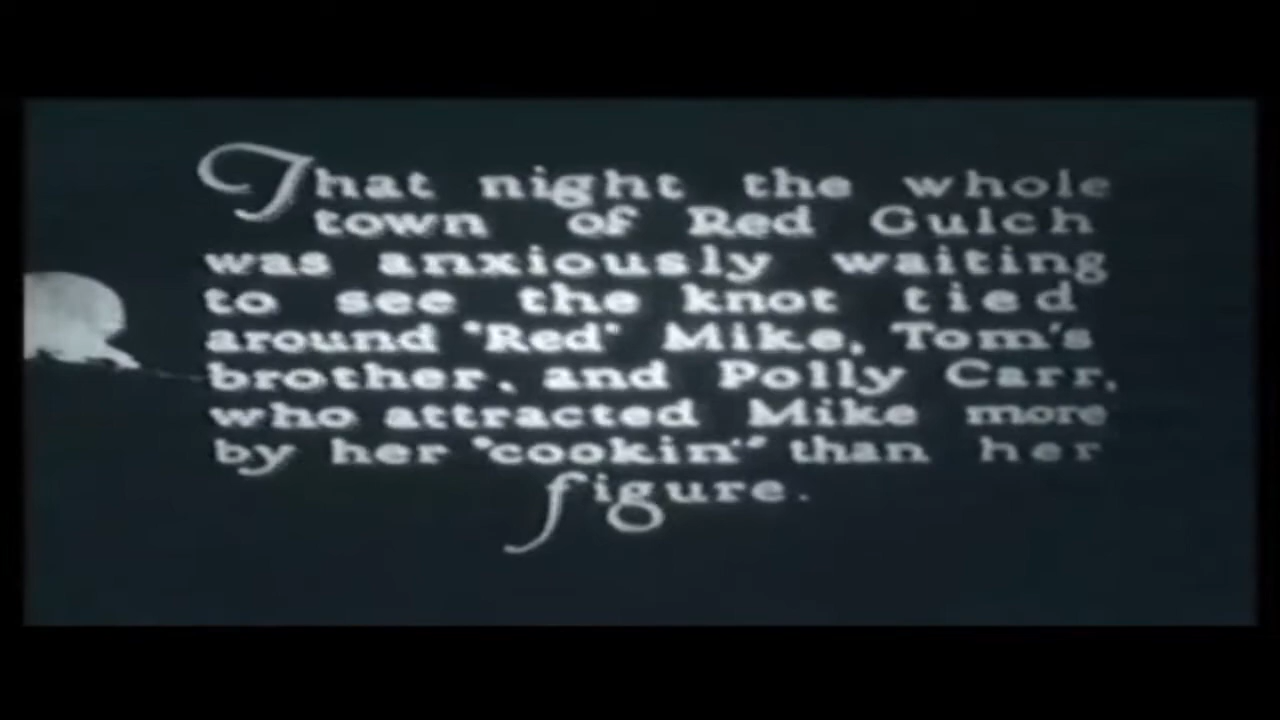 That night the whole
town of Red Gulch
was anxiously waiting
to see the knot tied
around "Red" Mike, Tom's
brother, and Polly Carr,
who attracted Mike more
by her "cookin'" than her
figure.